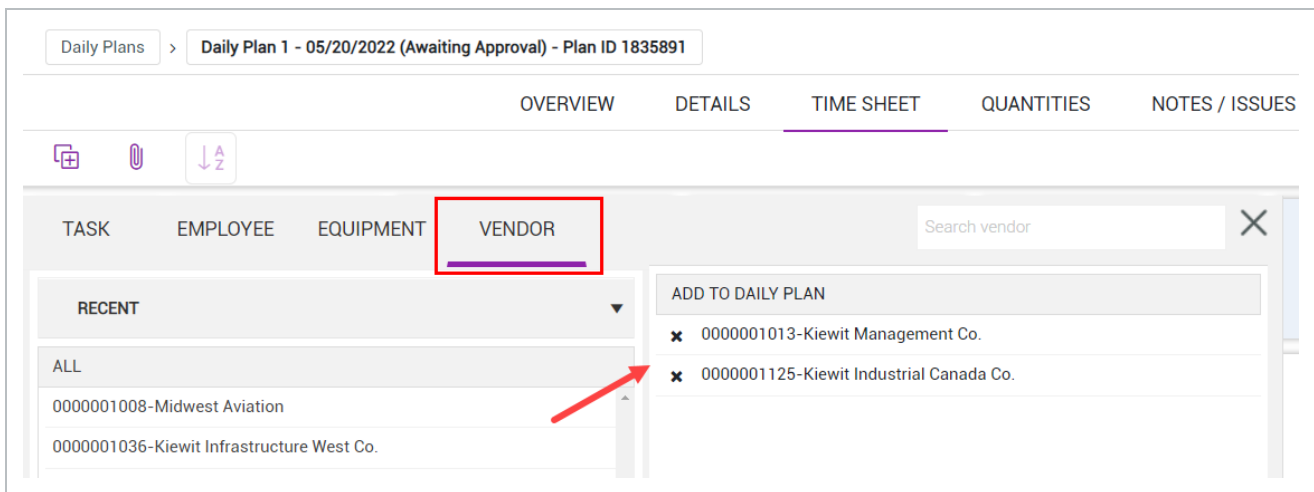 Daily Plans > Daily Plan 1 - 05/20/2022 (Awaiting Approval) - Plan ID 1835891
OVERVIEW DETAILS TIME SHEET QUANTITIES NOTES / ISSUES
TASK EMPLOYEE EQUIPMENT VENDOR Search vendor
RECENT
ALL
0000001008-Midwest Aviation
0000001036-Kiewit Infrastructure West Co.
ADD TO DAILY PLAN
0000001013-Kiewit Management Co.
0000001125-Kiewit Industrial Canada Co.